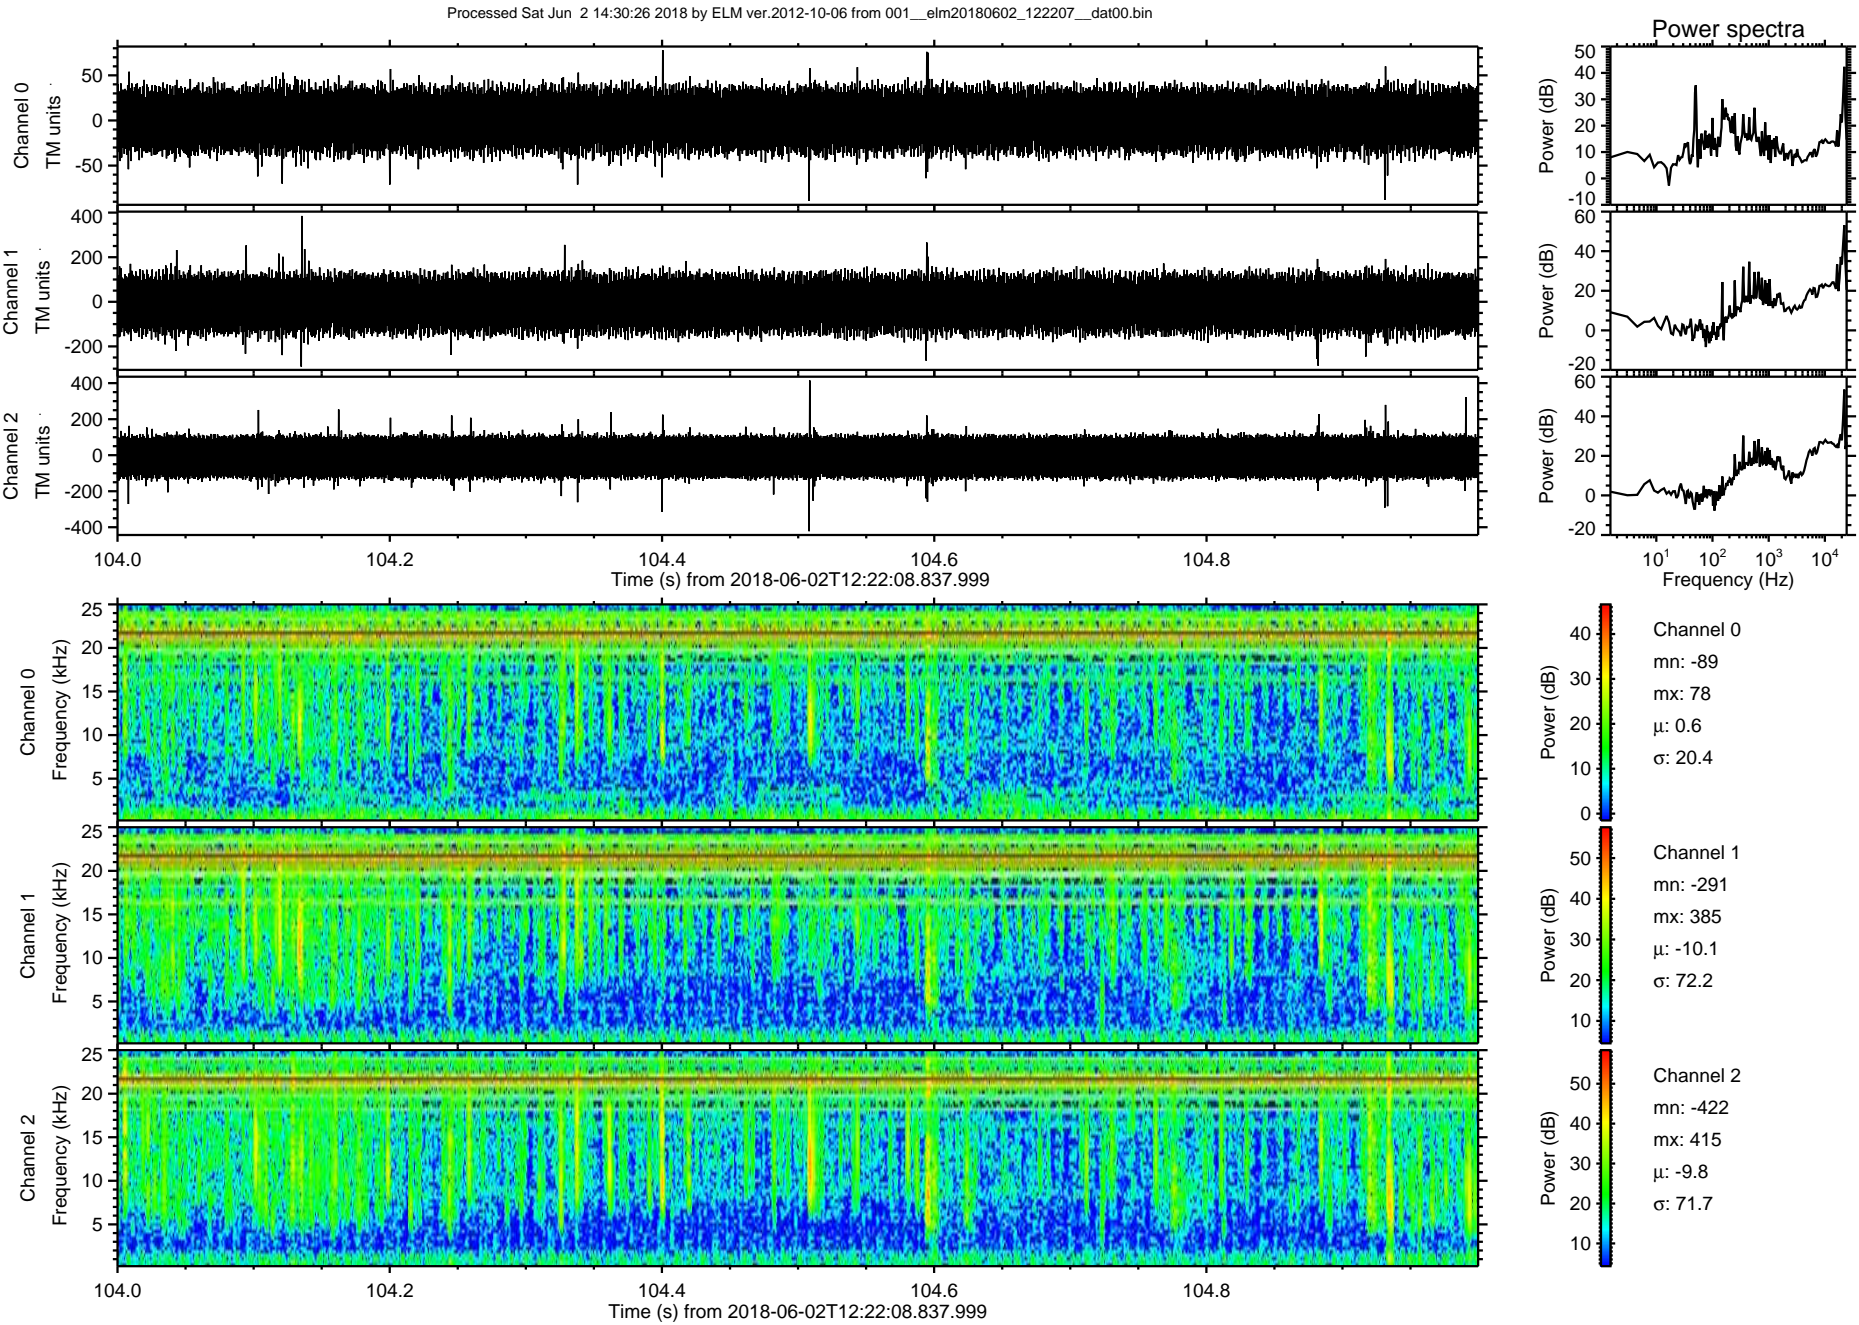 Processed Sat Jun  2 14:30:26 2018 by ELM ver.2012-10-06 from 001__elm20180602_122207__dat00.bin
Power spectra
Channel 0
TM units
50
0
-50
Power (dB)
50
40
30
20
10
0
-10
Channel 1
TM units
400
200
0
-200
Power (dB)
60
40
20
0
-20
Channel 2
TM units
400
200
0
-200
-400
Power (dB)
60
40
20
0
-20
104.0 104.2 104.4 104.6 104.8
Time (s) from 2018-06-02T12:22:08.837.999
10^1 10^2 10^3 10^4
Frequency (Hz)
Channel 0
Frequency (kHz)
25
20
15
10
5
Power (dB)
40
30
20
10
0
Channel 0
mn: -89
mx: 78
μ: 0.6
σ: 20.4
Channel 1
Frequency (kHz)
25
20
15
10
5
Power (dB)
50
40
30
20
10
Channel 1
mn: -291
mx: 385
μ: -10.1
σ: 72.2
Channel 2
Frequency (kHz)
25
20
15
10
5
Power (dB)
50
40
30
20
10
Channel 2
mn: -422
mx: 415
μ: -9.8
σ: 71.7
104.0 104.2 104.4 104.6 104.8
Time (s) from 2018-06-02T12:22:08.837.999